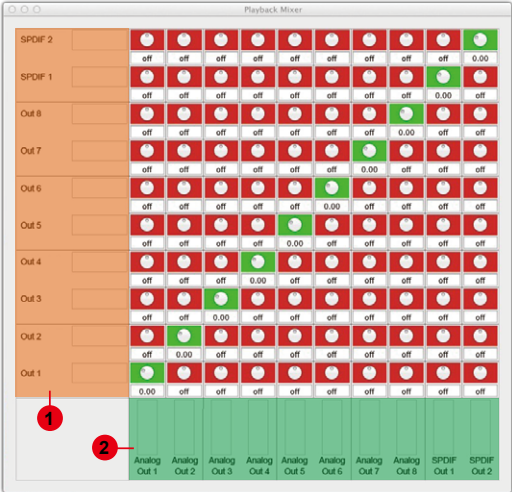 Playback Mixer
SPDIF 2
off off off off off off off off off 0.00
SPDIF 1
off off off off off off off off 0.00 off
Out 8
off off off off off off off 0.00 off off
Out 7
off off off off off off 0.00 off off off
Out 6
off off off off off 0.00 off off off off
Out 5
off off off off 0.00 off off off off off
Out 4
off off off 0.00 off off off off off off
Out 3
off off 0.00 off off off off off off off
Out 2
off 0.00 off off off off off off off off
Out 1
0.00 off off off off off off off off off
1
2
Analog Analog Analog Analog Analog Analog Analog Analog SPDIF SPDIF
Out 1 Out 2 Out 3 Out 4 Out 5 Out 6 Out 7 Out 8 Out 1 Out 2